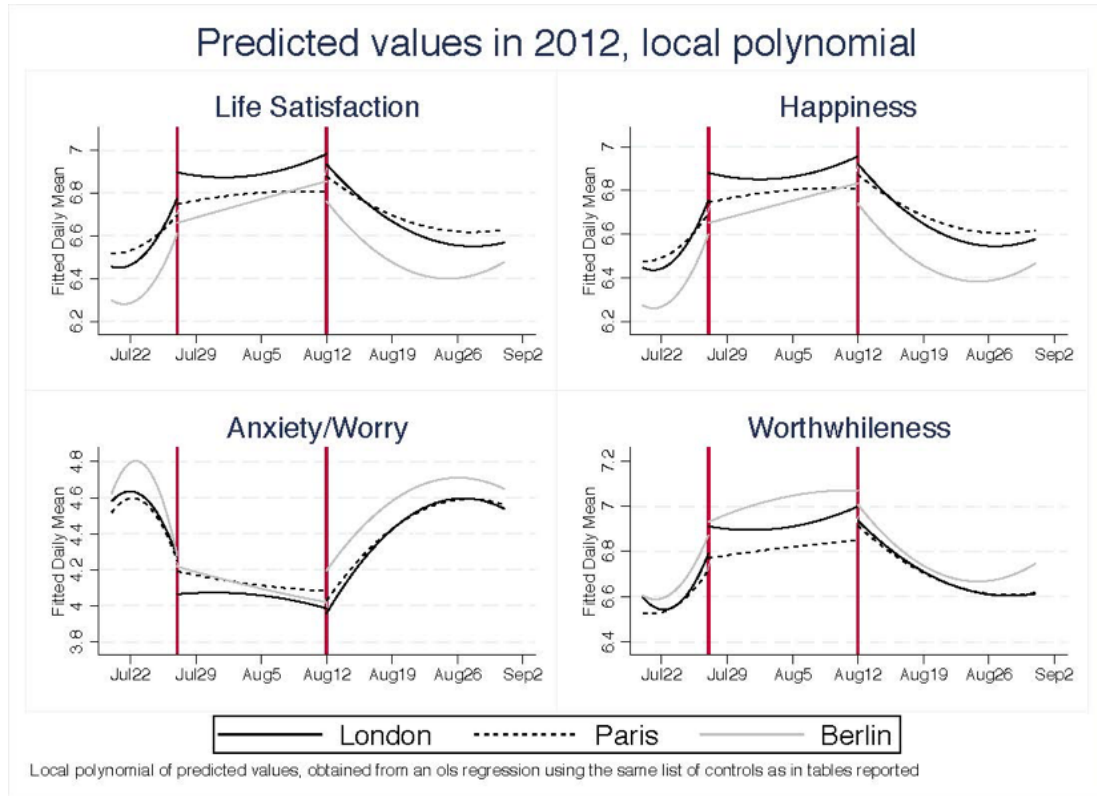 Predicted values in 2012, local polynomial
Life Satisfaction
Fitted Daily Mean
7
6.8
6.6
6.4
6.2
Jul22 Jul29 Aug5 Aug12 Aug19 Aug26 Sep2
Happiness
Fitted Daily Mean
7
6.8
6.6
6.4
6.2
Jul22 Jul29 Aug5 Aug12 Aug19 Aug26 Sep2
Anxiety/Worry
Fitted Daily Mean
4.8
4.6
4.4
4.2
4
3.8
Jul22 Jul29 Aug5 Aug12 Aug19 Aug26 Sep2
Worthwhileness
Fitted Daily Mean
7.2
7
6.8
6.6
6.4
Jul22 Jul29 Aug5 Aug12 Aug19 Aug26 Sep2
London Paris Berlin
Local polynomial of predicted values, obtained from an ols regression using the same list of controls as in tables reported